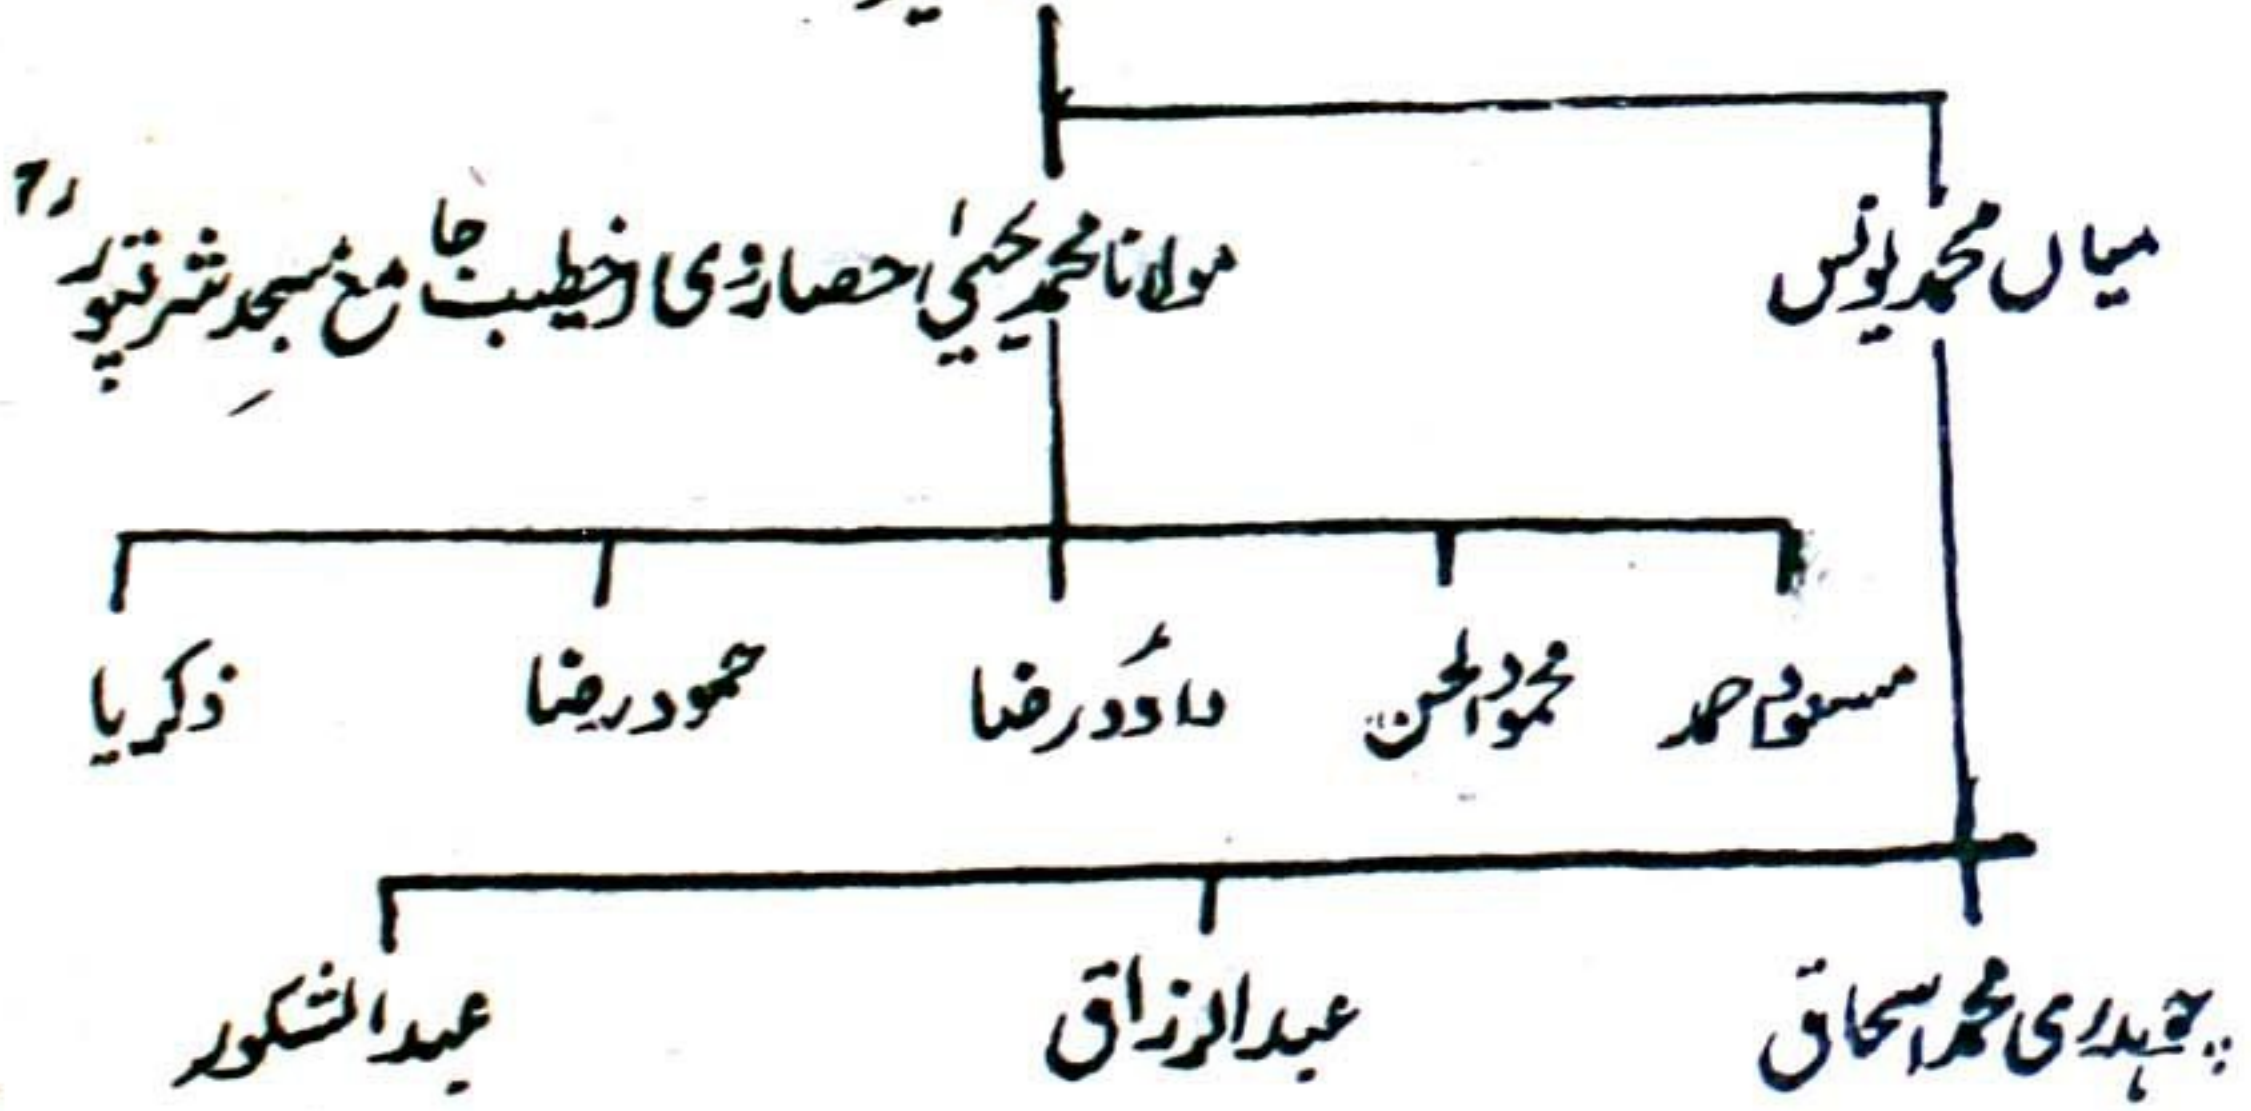 میاں محمد یونس
مولانا محمد یحییٰ حصاروی خطیب جامع مسجدِ شرقپور
مسعود احمد
محمود الحسن
داؤد رضا
حمود رضا
ذکریا
چوہدری محمد اسحاق
عبدالرزاق
عبدالشکور